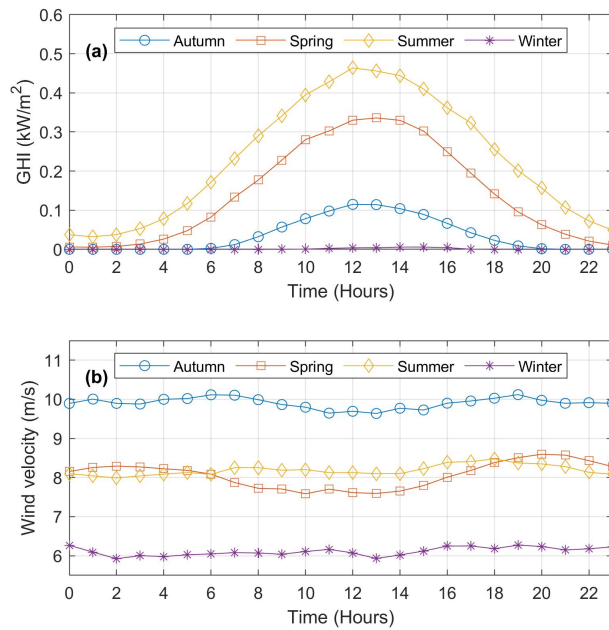 0.6
(a) Autumn Spring Summer Winter
0.5
0.4
0.3
0.2
0.1
0
GHI (kW/m²)
0 2 4 6 8 10 12 14 16 18 20 22
Time (Hours)
11
(b) Autumn Spring Summer Winter
10
9
8
7
6
Wind velocity (m/s)
0 2 4 6 8 10 12 14 16 18 20 22
Time (Hours)